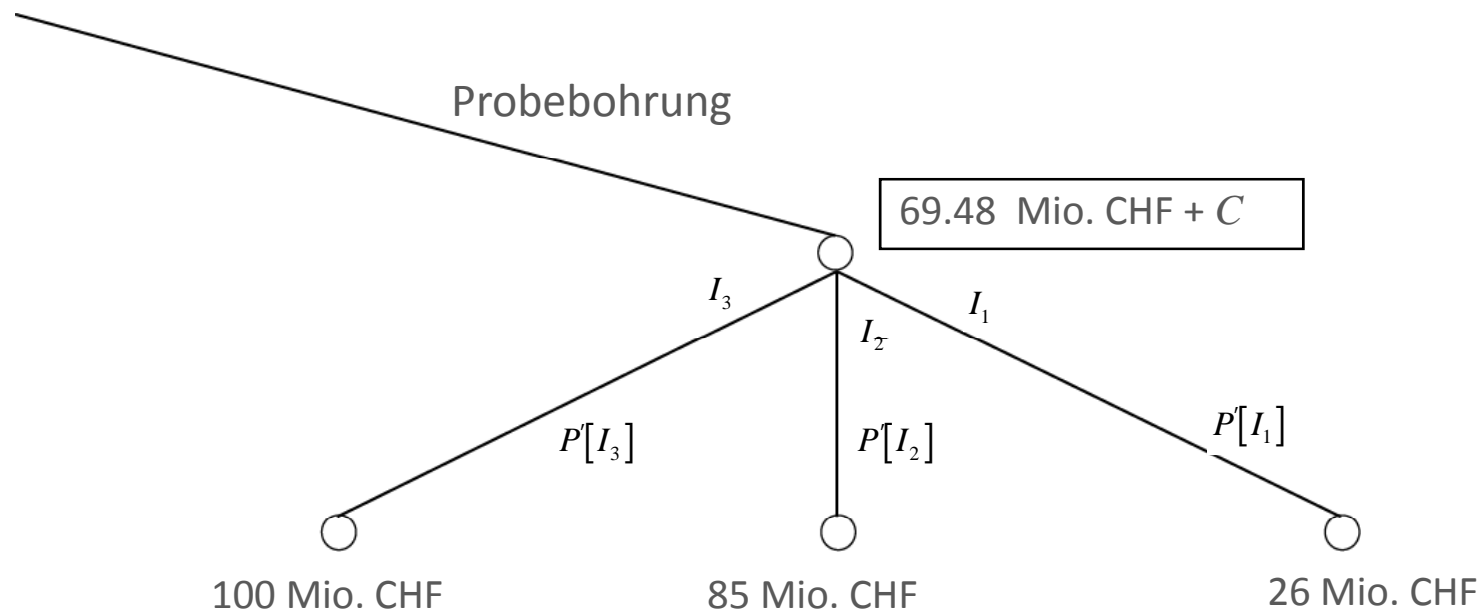 Probebohrung
69.48 Mio. CHF + C
I₃
I₁
I₂
P'[I₃]
P'[I₂]
P'[I₁]
100 Mio. CHF
85 Mio. CHF
26 Mio. CHF